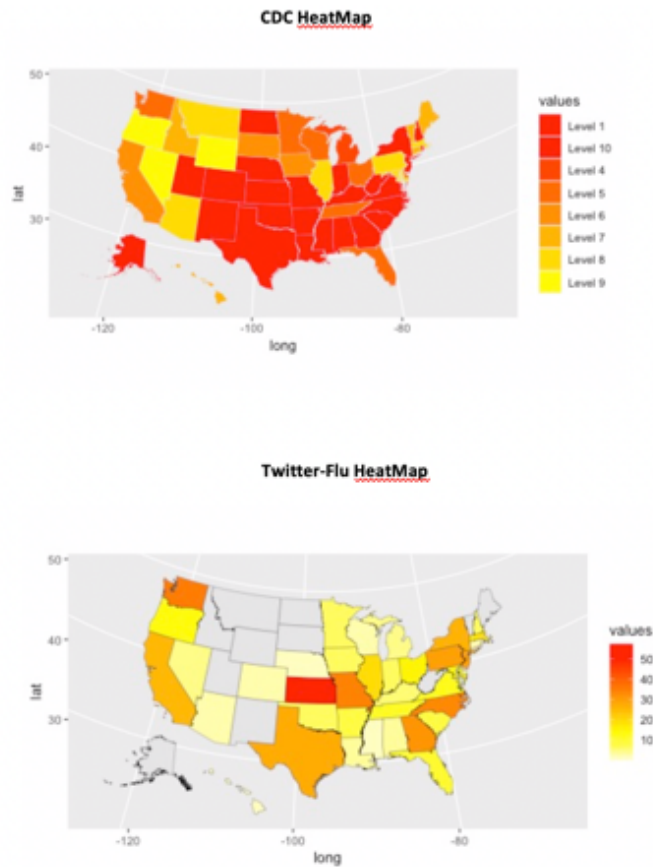 CDC HeatMap
50
40
30
lat
-120
-100
-80
long
values
Level 1
Level 10
Level 4
Level 5
Level 6
Level 7
Level 8
Level 9
Twitter-Flu HeatMap
50
40
30
lat
-120
-100
-80
long
values
50
40
30
20
10